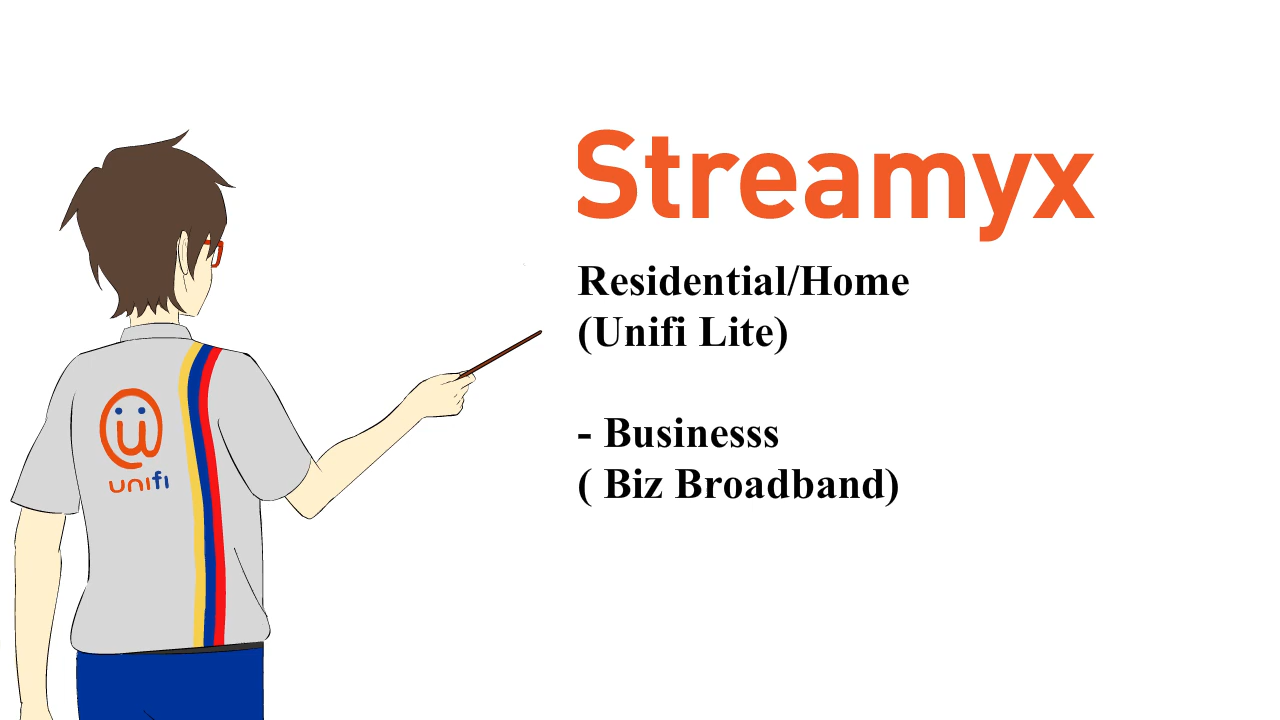 Streamyx
Residential/Home
(Unifi Lite)
- Businesss
( Biz Broadband)
unifi